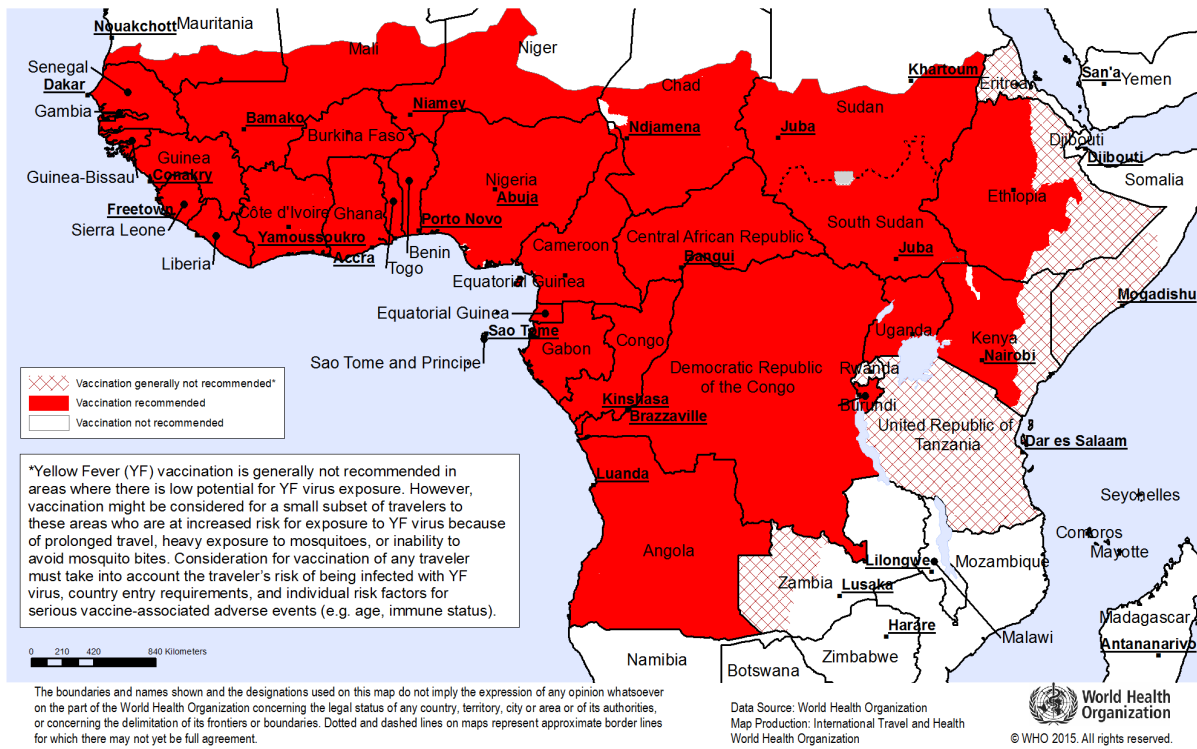 Nouakchott
Mauritania
Mali
Niger
Senegal
Dakar
Gambia
Bamako
Burkina Faso
Niamey
Chad
Ndjamena
Khartoum
Eritrea
San'a
Yemen
Sudan
Juba
Djibouti
Djibouti
Guinea
Conakry
Guinea-Bissau
Nigeria
Abuja
Ethiopia
Somalia
Freetown
Sierra Leone
Côte d'Ivoire
Ghana
Porto Novo
Yamoussoukro
Accra
Benin
Togo
Liberia
Cameroon
Central African Republic
Bangui
South Sudan
Juba
Equatorial Guinea
Mogadishu
Equatorial Guinea
Sao Tome
Sao Tome and Principe
Gabon
Congo
Uganda
Kenya
Nairobi
Democratic Republic
of the Congo
Rwanda
Burundi
Kinshasa
Brazzaville
United Republic of
Tanzania
Dar es Salaam
Vaccination generally not recommended*
Vaccination recommended
Vaccination not recommended
*Yellow Fever (YF) vaccination is generally not recommended in
areas where there is low potential for YF virus exposure. However,
vaccination might be considered for a small subset of travelers to
these areas who are at increased risk for exposure to YF virus because
of prolonged travel, heavy exposure to mosquitoes, or inability to
avoid mosquito bites. Consideration for vaccination of any traveler
must take into account the traveler's risk of being infected with YF
virus, country entry requirements, and individual risk factors for
serious vaccine-associated adverse events (e.g. age, immune status).
Luanda
Angola
Seychelles
Comoros
Mayotte
Lilongwe
Mozambique
Zambia
Lusaka
Harare
Malawi
Madagascar
Antananarivo
Namibia
Botswana
Zimbabwe
0 210 420 840 Kilometers
The boundaries and names shown and the designations used on this map do not imply the expression of any opinion whatsoever
on the part of the World Health Organization concerning the legal status of any country, territory, city or area or of its authorities,
or concerning the delimitation of its frontiers or boundaries. Dotted and dashed lines on maps represent approximate border lines
for which there may not yet be full agreement.
Data Source: World Health Organization
Map Production: International Travel and Health
World Health Organization
World Health
Organization
© WHO 2015. All rights reserved.